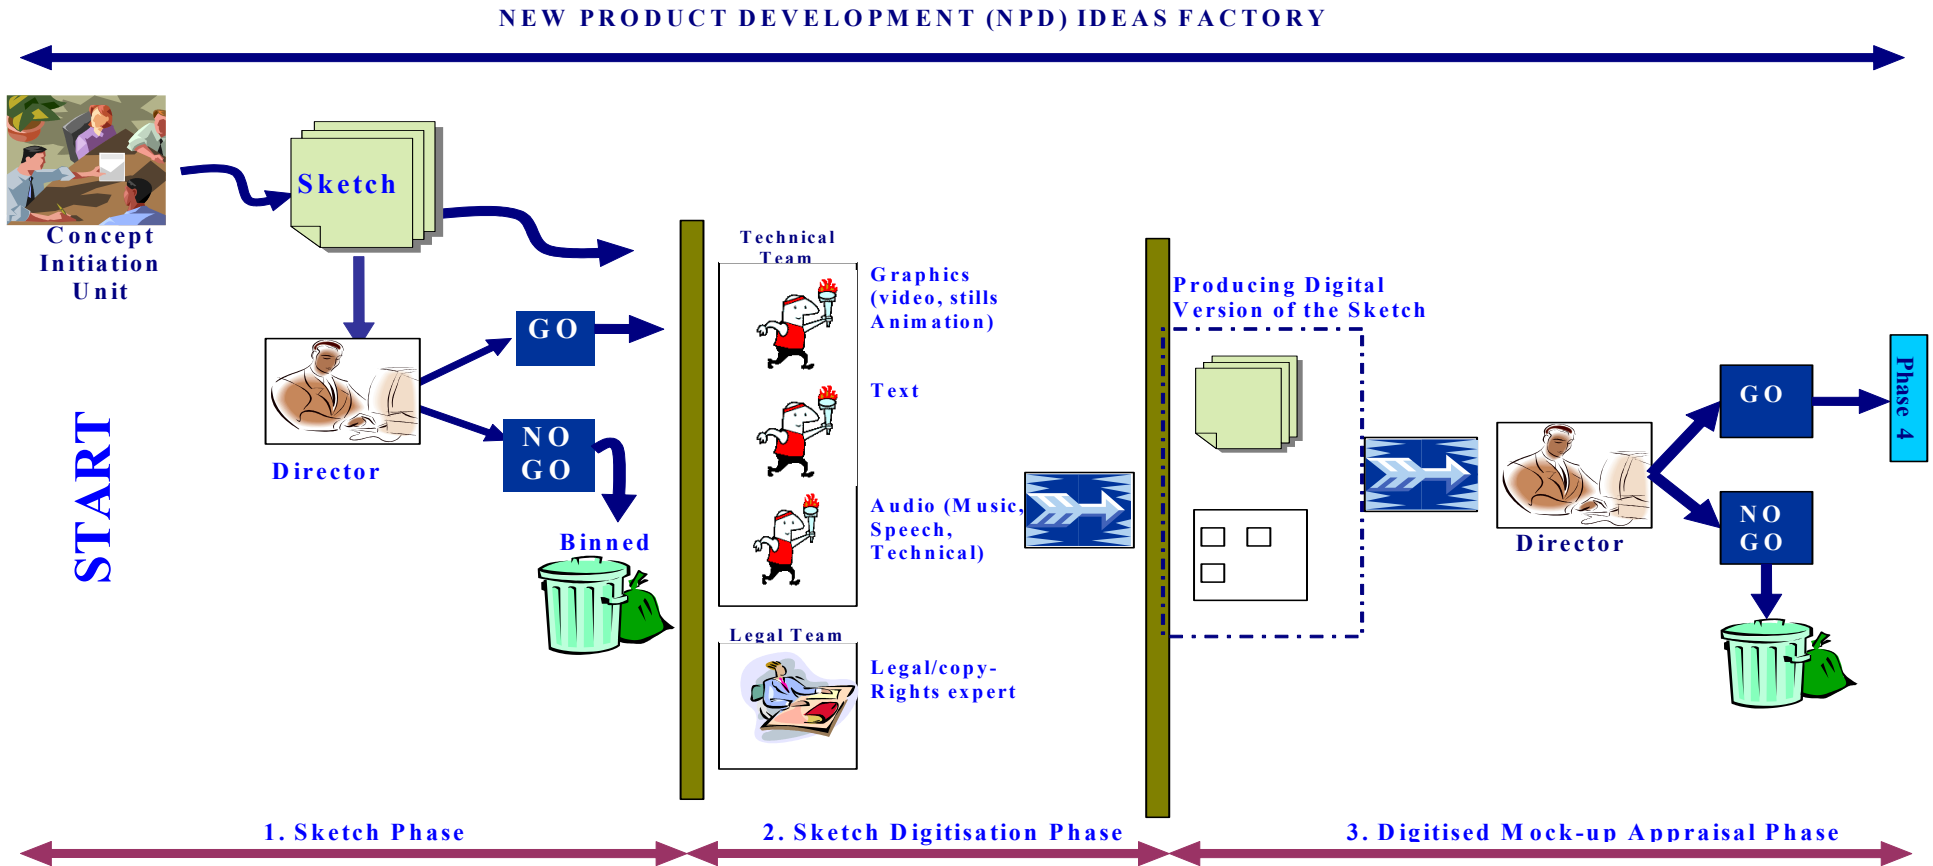 NEW PRODUCT DEVELOPMENT (NPD) IDEAS FACTORY
Concept
Initiation
Unit
START
Sketch
Director
GO
NO
GO
Binned
Technical
Team
Graphics
(video, stills
Animation)
Text
Audio (Music,
Speech,
Technical)
Legal Team
Legal/copy-
Rights expert
Producing Digital
Version of the Sketch
Director
GO
NO
GO
Phase 4
1. Sketch Phase
2. Sketch Digitisation Phase
3. Digitised Mock-up Appraisal Phase